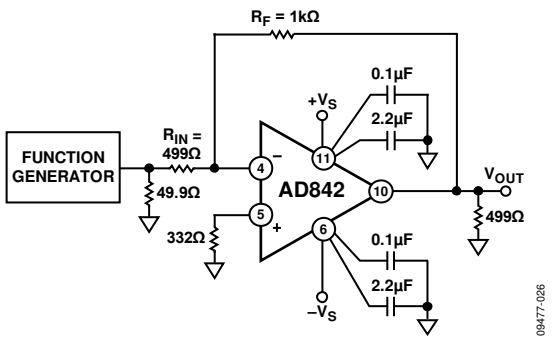 R_F = 1kΩ
0.1µF
+V_S
2.2µF
R_IN =
499Ω
FUNCTION
GENERATOR
4
−
11
AD842
10
V_OUT
49.9Ω
5
+
6
499Ω
332Ω
0.1µF
2.2µF
−V_S
09477-026